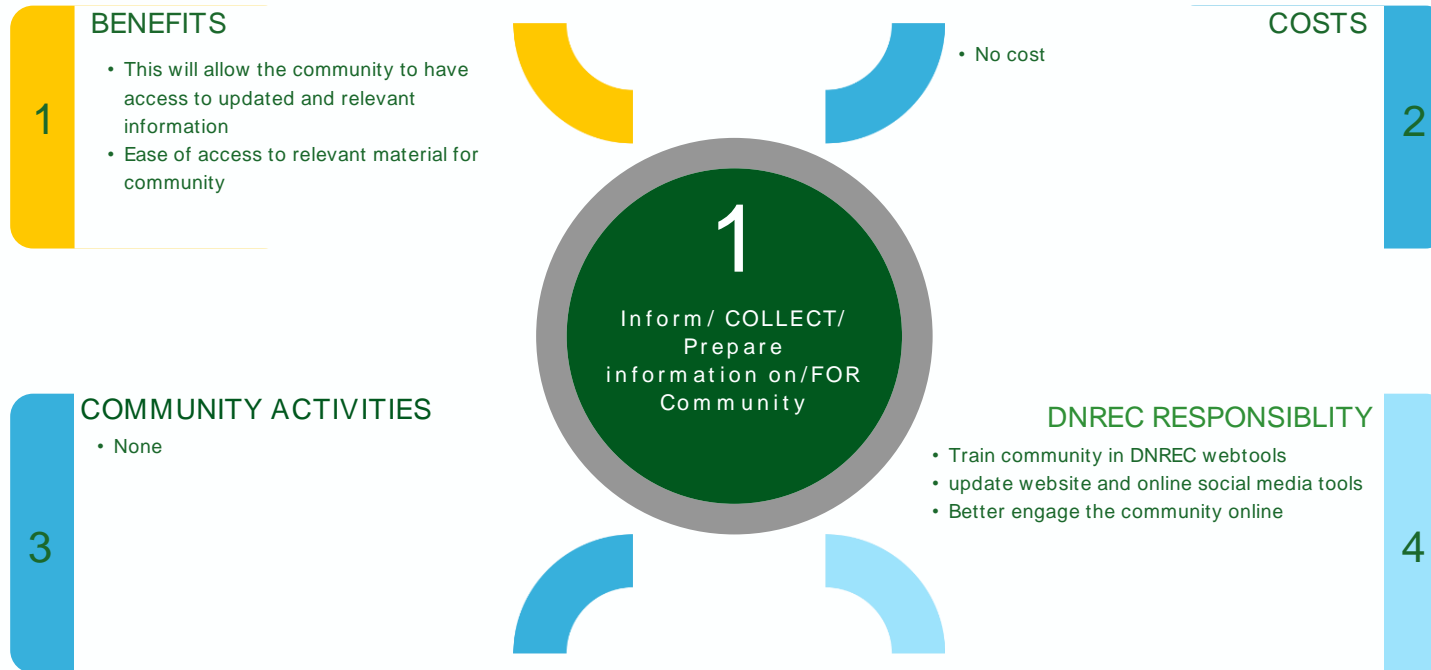 BENEFITS
1
• This will allow the community to have
access to updated and relevant
information
• Ease of access to relevant material for
community
COSTS
2
• No cost
1
Inform/ COLLECT/
Prepare
information on/FOR
Community
COMMUNITY ACTIVITIES
3
• None
DNREC RESPONSIBLITY
4
• Train community in DNREC webtools
• update website and online social media tools
• Better engage the community online